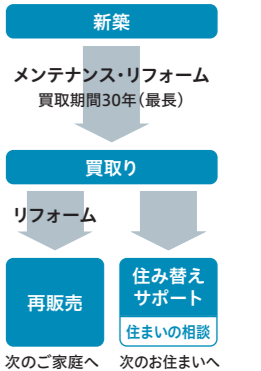 新築
メンテナンス・リフォーム
買取期間30年(最長)
買取り
リフォーム
再販売
住み替え
サポート
住まいの相談
次のご家庭へ
次のお住まいへ